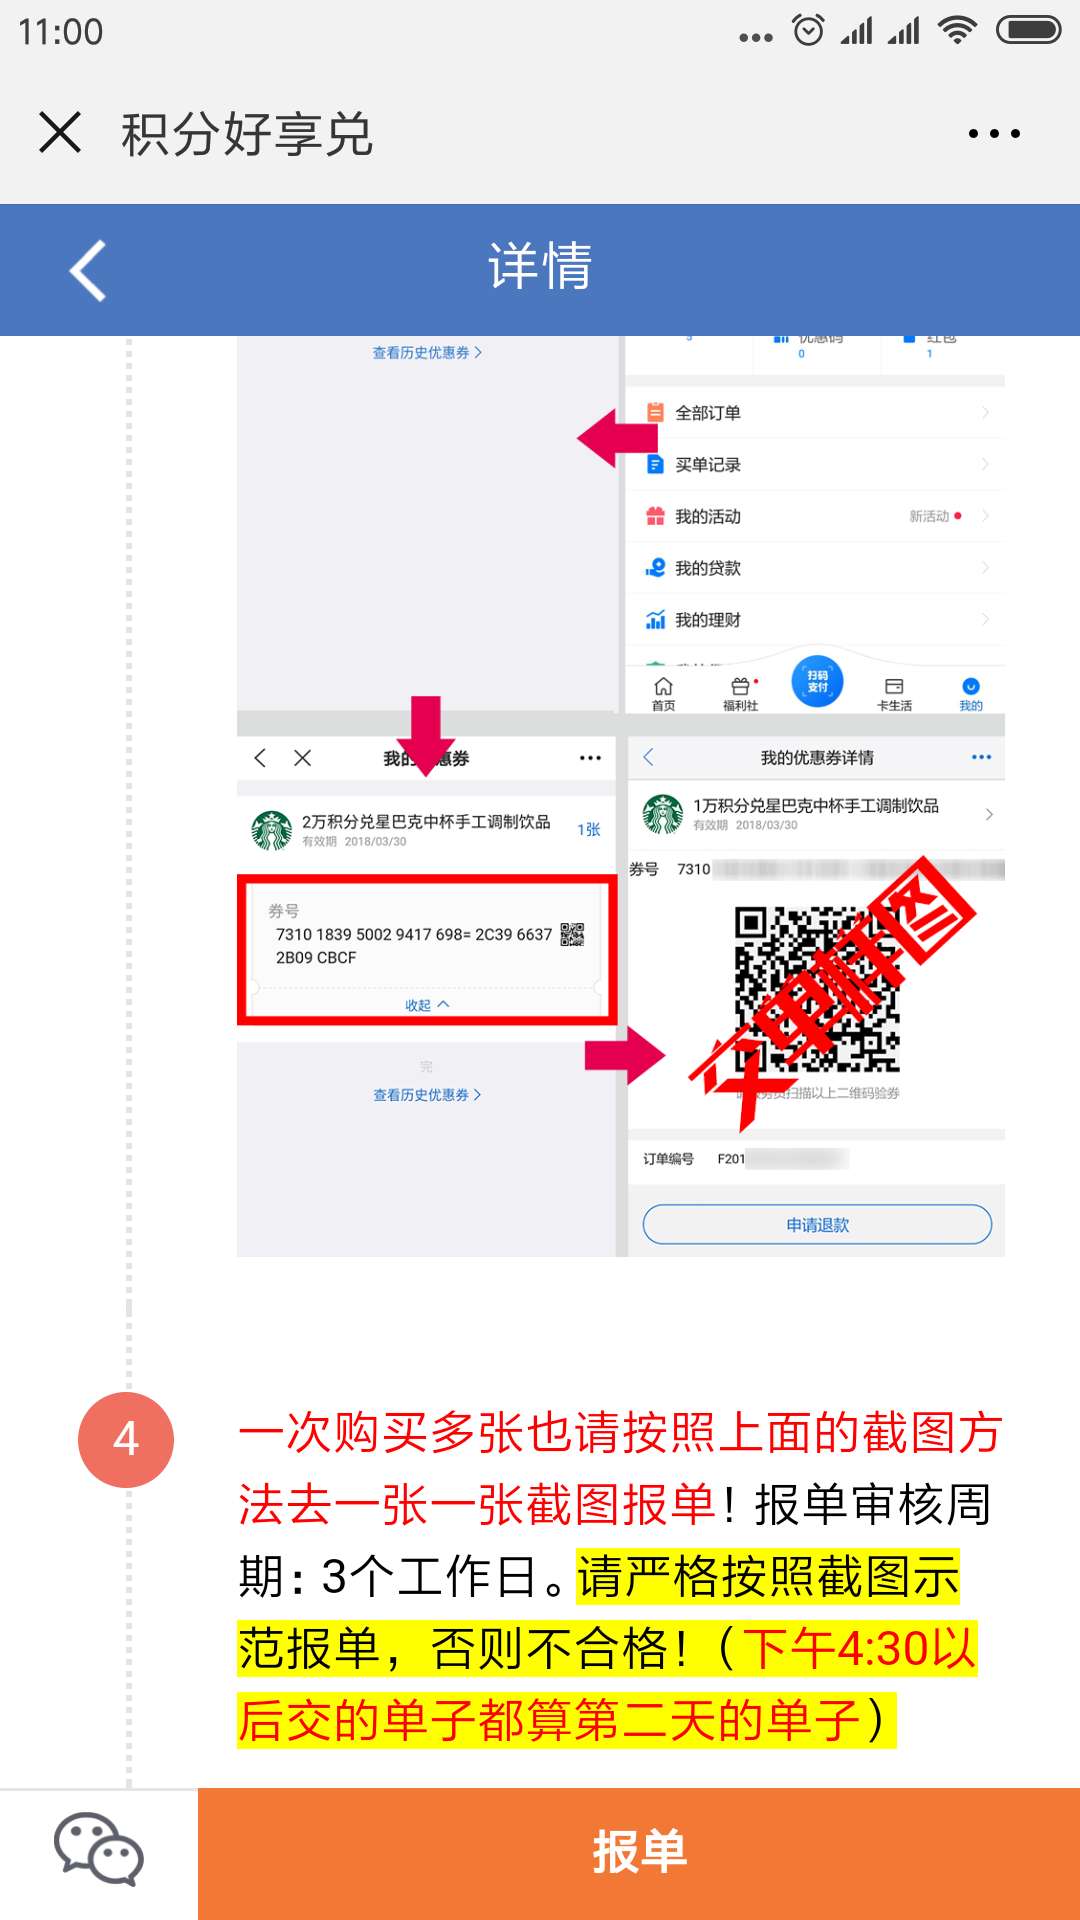 11:00
积分好享兑
详情
查看历史优惠券
5
优惠码
0
红包
1
全部订单
买单记录
我的活动
新活动
我的贷款
我的理财
首页
福利社
扫码
支付
卡生活
我的
我的
惠券
2万积分兑星巴克中杯手工调制饮品
有效期 2018/03/30
1张
券号
7310 1839 5002 9417 698= 2C39 6637
2B09 CBCF
收起
完
查看历史优惠券
我的优惠券详情
1万积分兑星巴克中杯手工调制饮品
有效期 2018/03/30
券号 7310
交单样图
扫描以上二维码验券
订单编号 F201
申请退款
4
一次购买多张也请按照上面的截图方
法去一张一张截图报单！报单审核周
期：3个工作日。请严格按照截图示
范报单，否则不合格！（下午4:30以
后交的单子都算第二天的单子）
报单